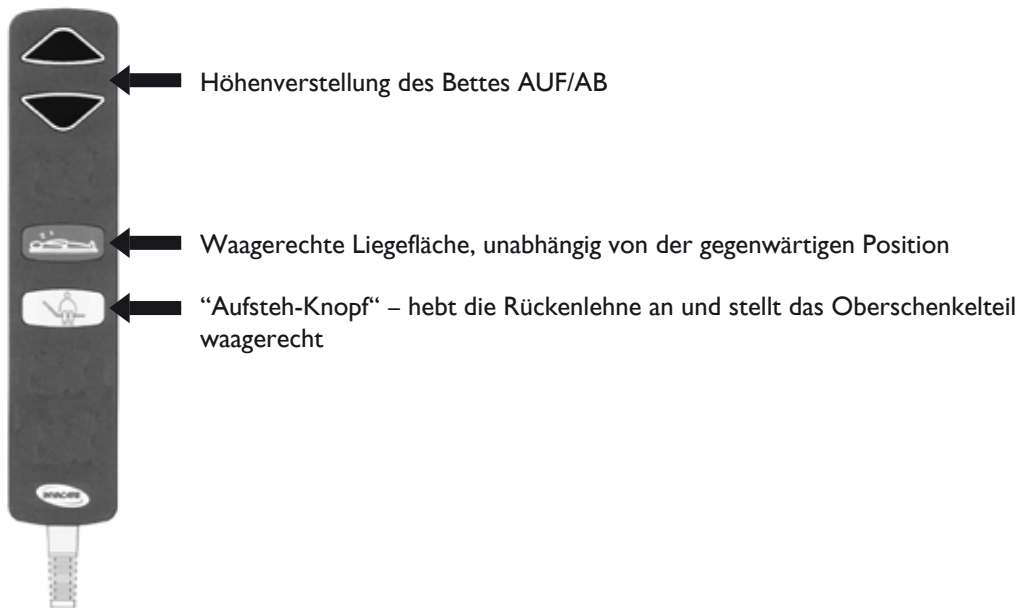 Höhenverstellung des Bettes AUF/AB
z z
Waagerechte Liegefläche, unabhängig von der gegenwärtigen Position
“Aufsteh-Knopf“ – hebt die Rückenlehne an und stellt das Oberschenkelteil
waagerecht
INVACARE